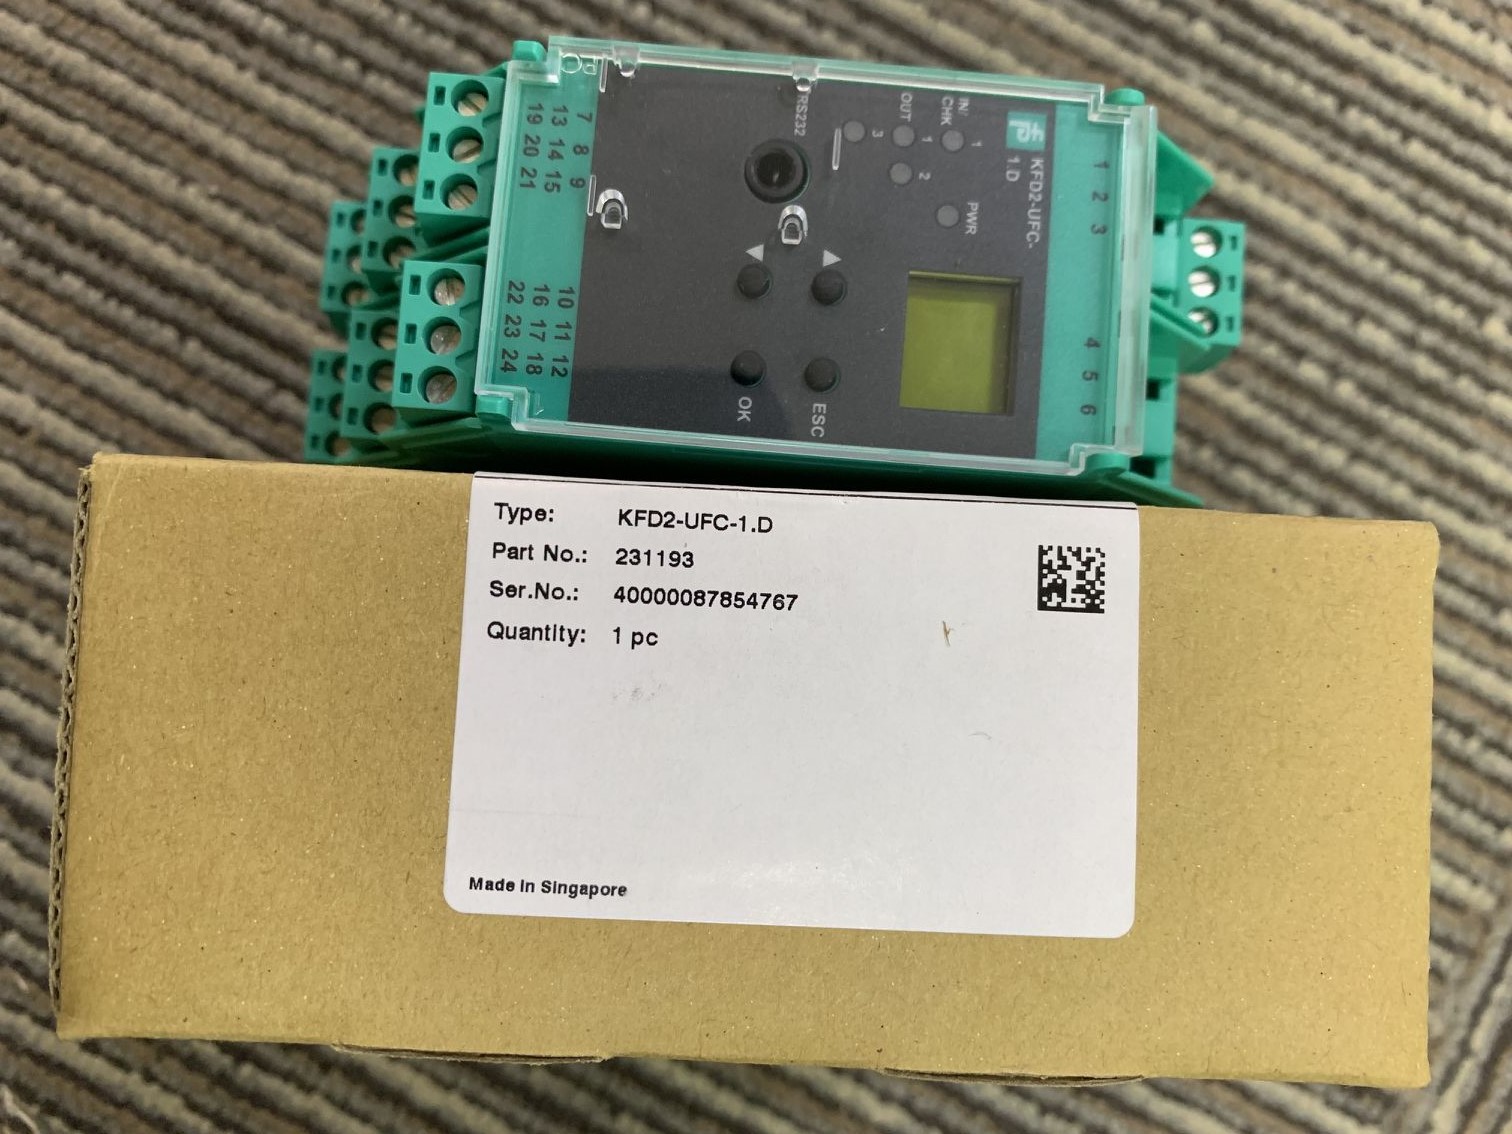 PC
7 8 9
13 14 15
19 20 21
10 11 12
16 17 18
22 23 24
RS232
IN/
CHK
1
OUT
1
2
3
PWR
KFD2-UFC-
1.D
1 2 3
4 5 6
ESC
OK
Type: KFD2-UFC-1.D
Part No.: 231193
Ser.No.: 40000087854767
Quantity: 1 pc
Made in Singapore